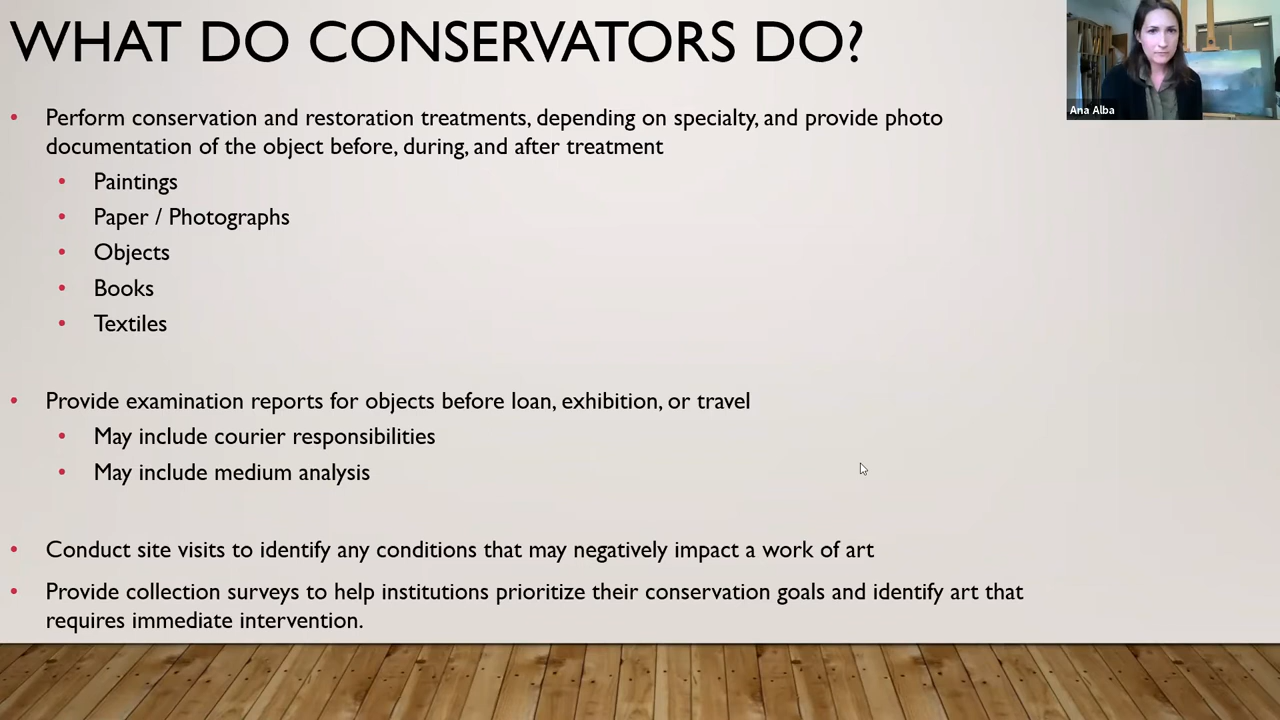 WHAT DO CONSERVATORS DO?
Ana Alba
• Perform conservation and restoration treatments, depending on specialty, and provide photo
documentation of the object before, during, and after treatment
• Paintings
• Paper / Photographs
• Objects
• Books
• Textiles
• Provide examination reports for objects before loan, exhibition, or travel
• May include courier responsibilities
• May include medium analysis
• Conduct site visits to identify any conditions that may negatively impact a work of art
• Provide collection surveys to help institutions prioritize their conservation goals and identify art that
requires immediate intervention.